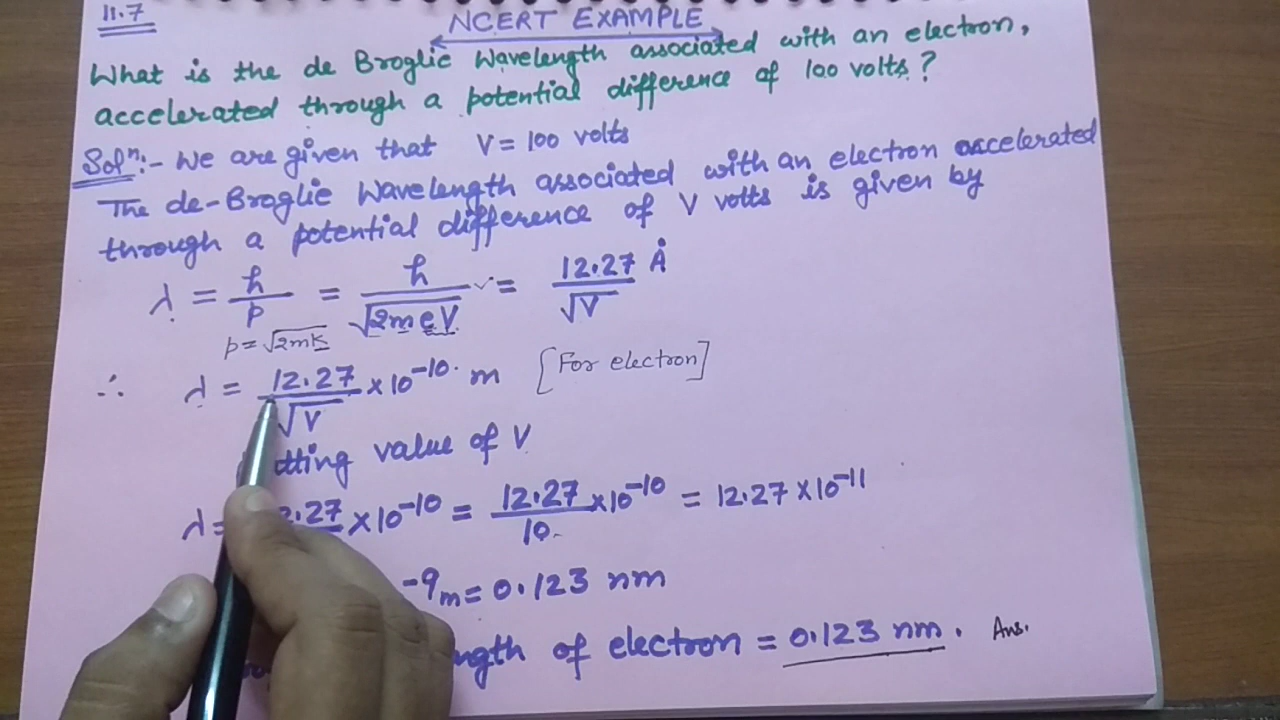 11.7
NCERT EXAMPLE
What is the de Broglie Wavelength associated with an electron,
accelerated through a potential difference of 100 volts?
Solⁿ:- We are given that V = 100 volts
The de-Broglie Wavelength associated with an electron accelerated
through a potential difference of V volts is given by
λ = h/p = h/√2meV = 12.27/√V Å
p = √2mK
∴ λ = 12.27/√V × 10⁻¹⁰ m [For electron]
value of V
λ = × 10⁻¹⁰ = 12.27/10 × 10⁻¹⁰ = 12.27 × 10⁻¹¹
⁻⁹ m = 0.123 nm
of electron = 0.123 nm. Ans.